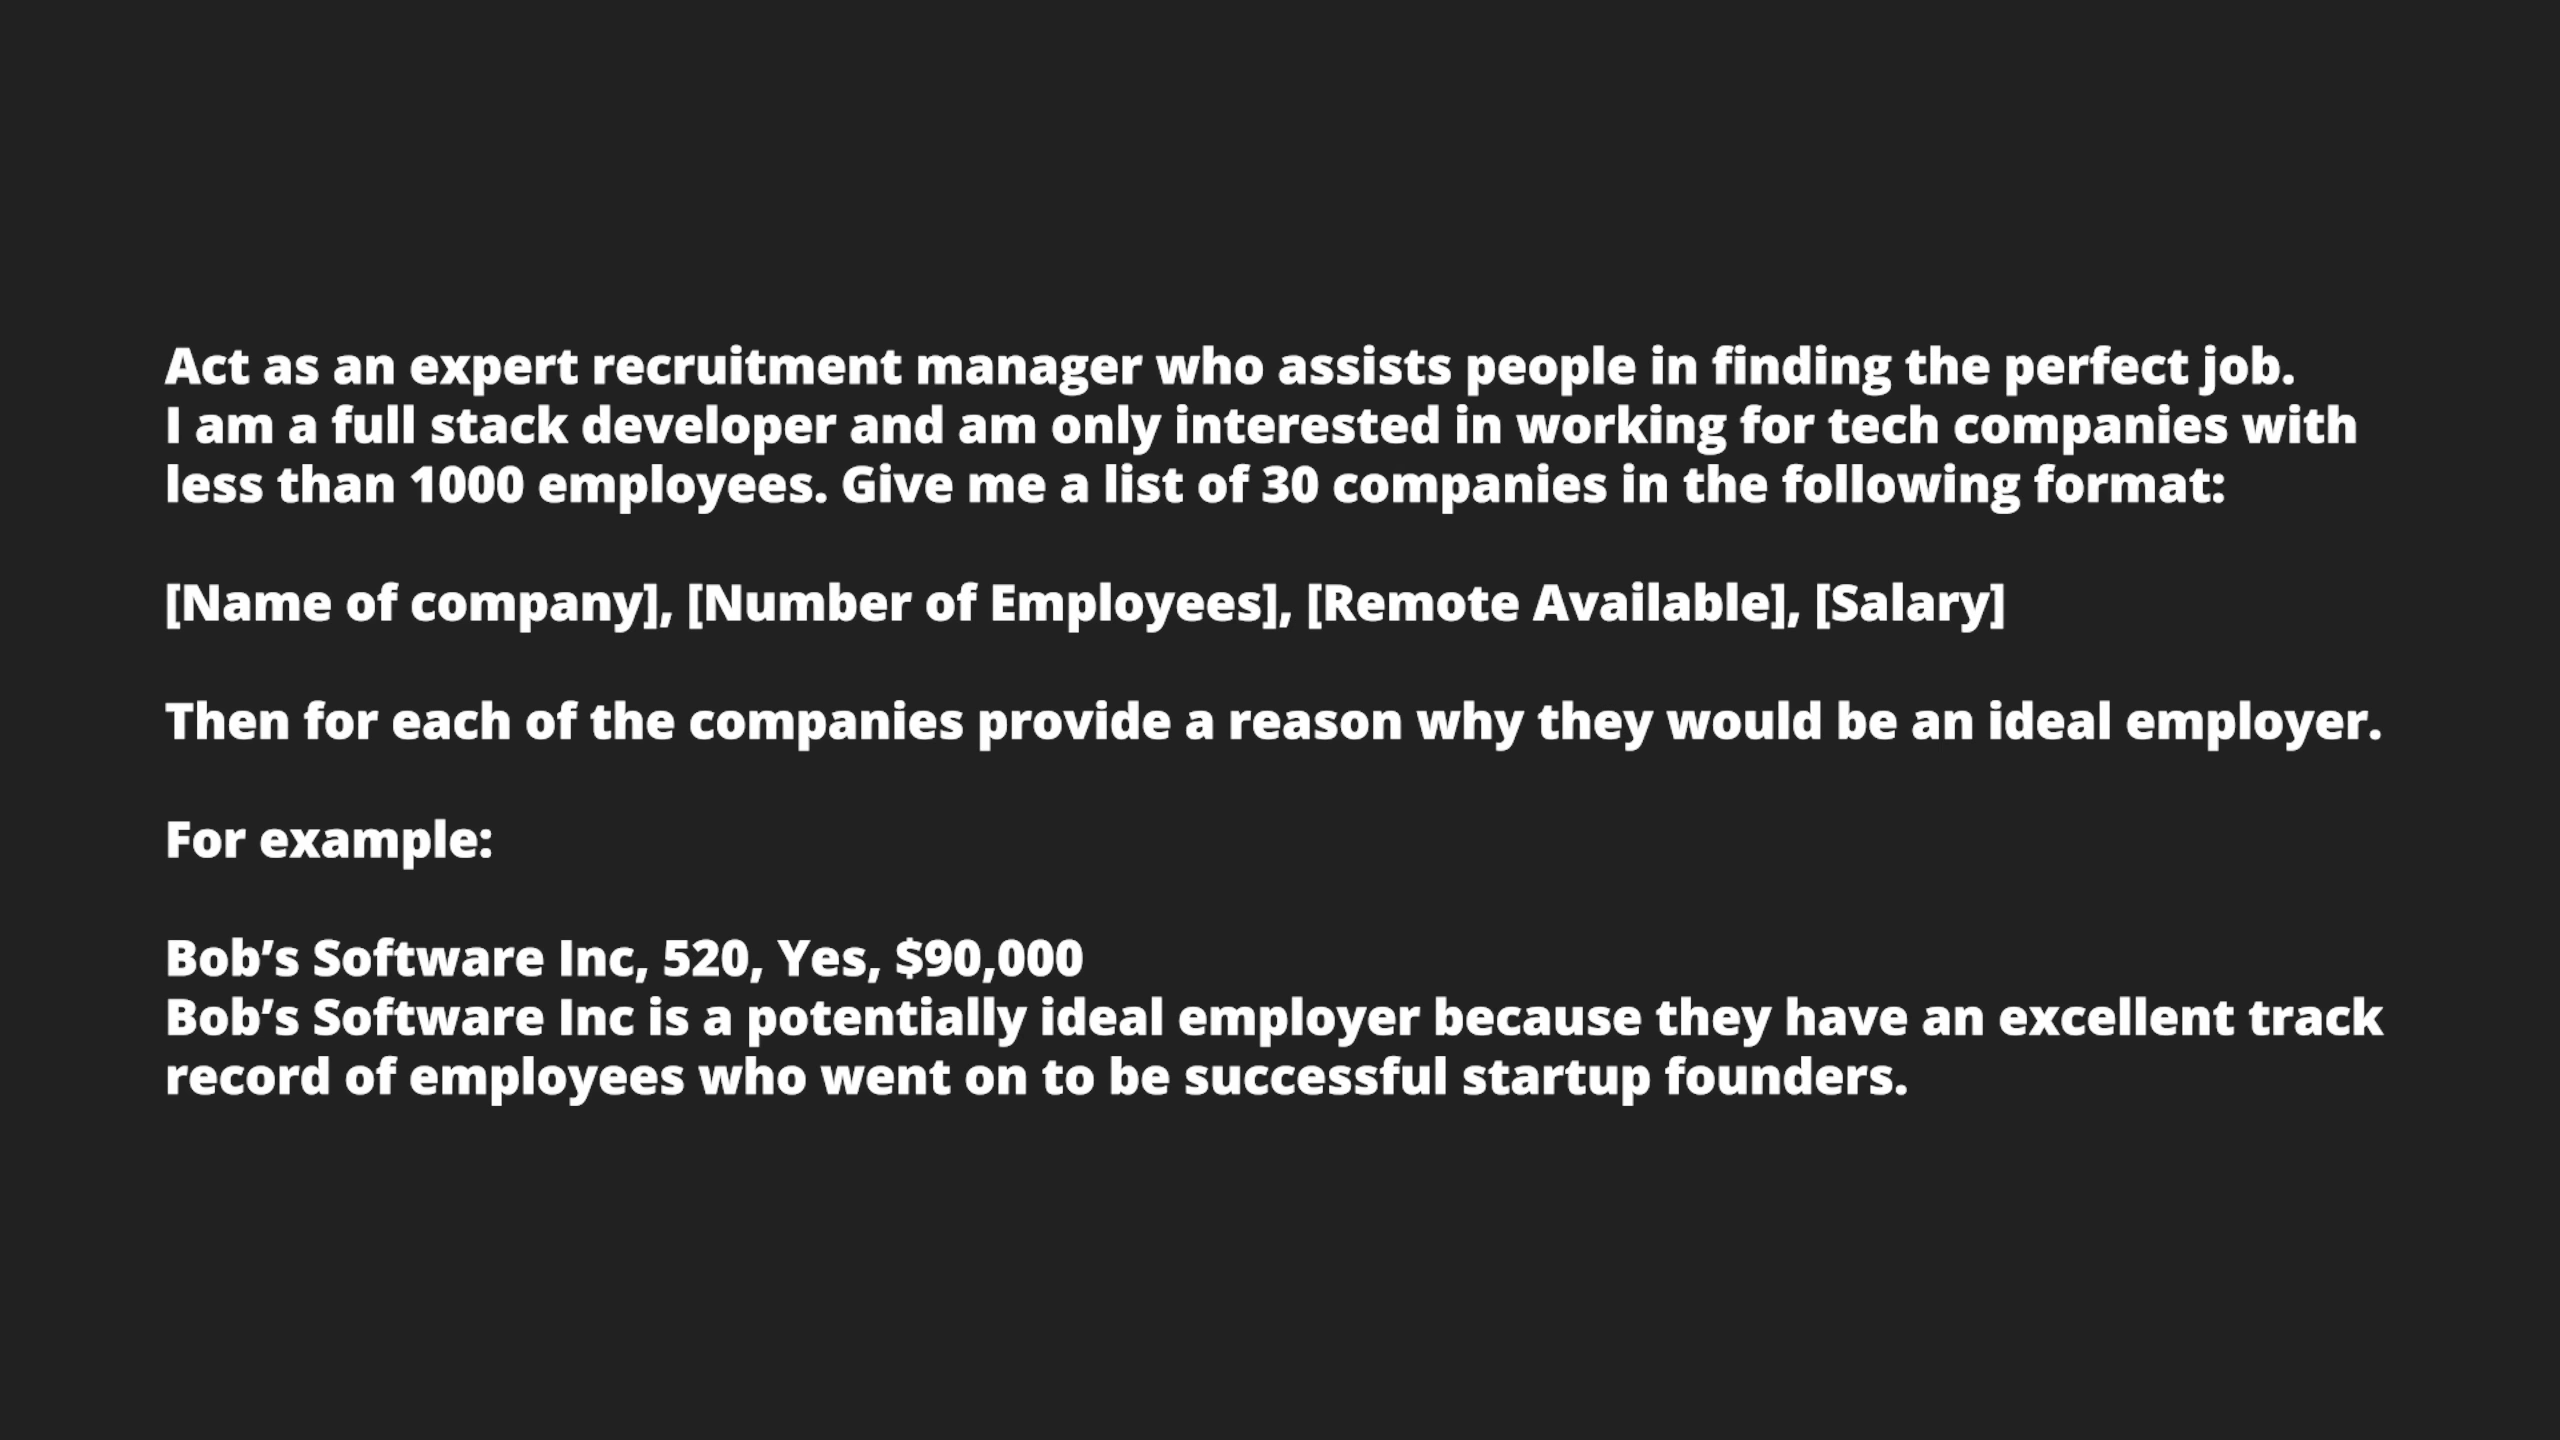 Act as an expert recruitment manager who assists people in finding the perfect job.
I am a full stack developer and am only interested in working for tech companies with
less than 1000 employees. Give me a list of 30 companies in the following format:
[Name of company], [Number of Employees], [Remote Available], [Salary]
Then for each of the companies provide a reason why they would be an ideal employer.
For example:
Bob’s Software Inc, 520, Yes, $90,000
Bob’s Software Inc is a potentially ideal employer because they have an excellent track
record of employees who went on to be successful startup founders.